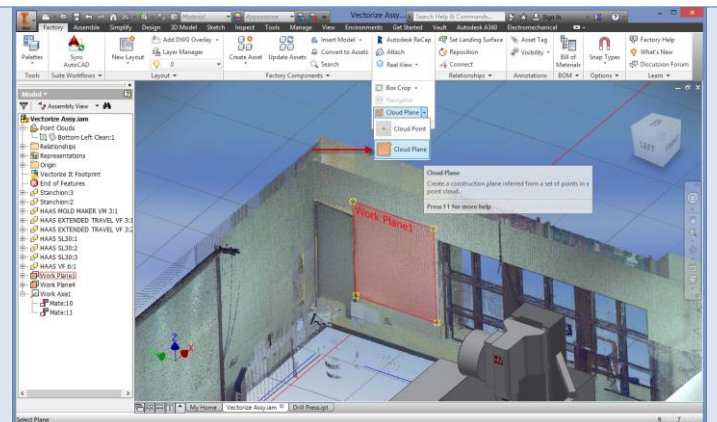 Material
Appearance
Vectorize Assy...
Search Help & Commands...
Sign In
Factory Assemble Simplify Design 3D Model Sketch Inspect Tools Manage View Environments Get Started Vault Autodesk A360 Electromechanical
Palettes
Sync AutoCAD
New Layout
Add DWG Overlay
Layer Manager
0
Create Asset
Update Assets
Insert Model
Convert to Assets
Search
Autodesk ReCap
Attach
Real View
Set Landing Surface
Reposition
Connect
Asset Tag
Visibility
Bill of Materials
Snap Types
Factory Help
What's New
Discussion Forum
Tools Suite Workflows Layout Factory Components Relationships Annotations BOM Options Learn
Box Crop
Navigator
Cloud Plane
Cloud Point
Cloud Plane
Cloud Plane
Create a construction plane inferred from a set of points in a point cloud.
Press F1 for more help
Model
Assembly View
Vectorize Assy.iam
Point Clouds
Bottom Left Clean:1
Relationships
Representations
Origin
Vectorize It Footprint
End of Features
Stanchion:3
Stanchion:2
HAAS MOLD MAKER VM 3:1
HAAS EXTENDED TRAVEL VF 3:1
HAAS EXTENDED TRAVEL VF 3:2
HAAS SL30:1
HAAS SL30:2
HAAS SL30:3
HAAS VF 6:1
Work Plane1
Work Plane4
Work Axis1
Mate:10
Mate:11
Work Plane1
LEFT
Z
My Home Vectorize Assy.iam Drill Press.ipt
Select Plane
9 7